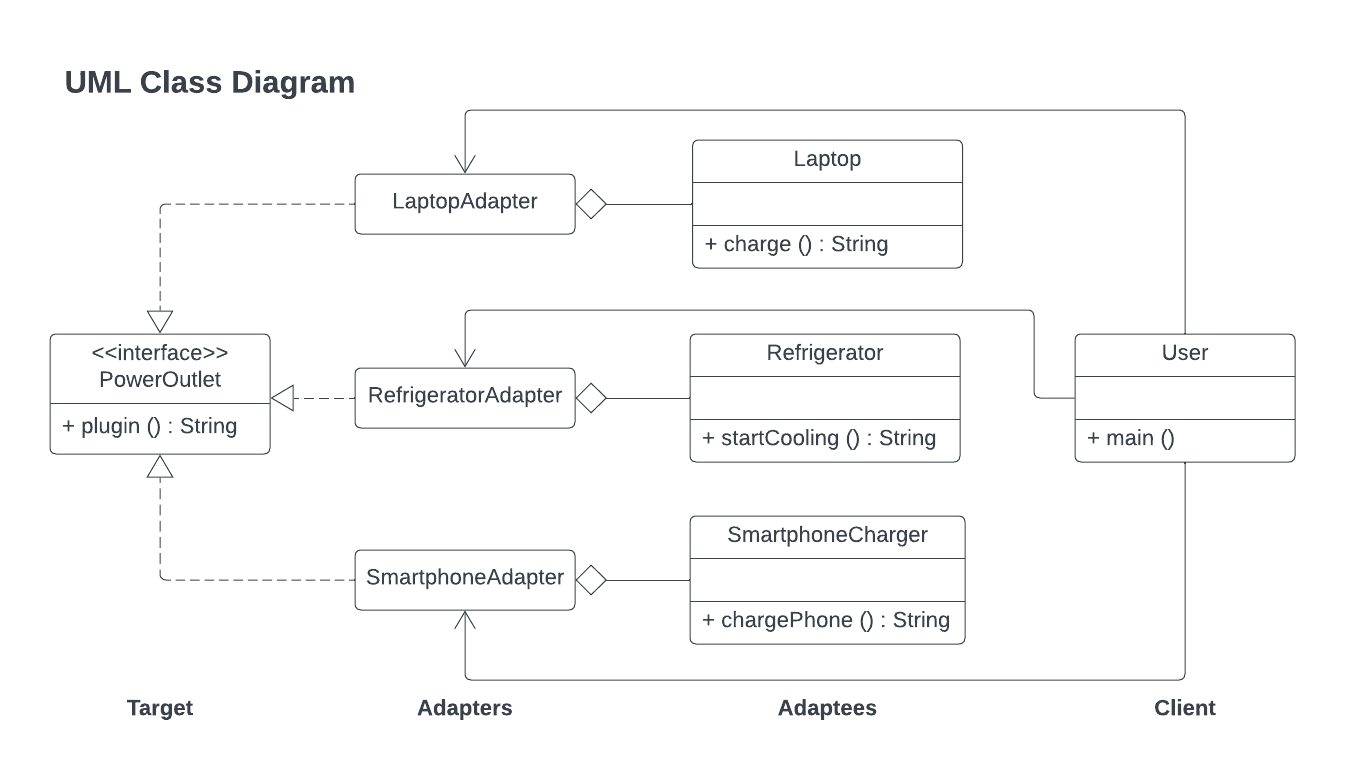 UML Class Diagram
Laptop
+ charge () : String
LaptopAdapter
<<interface>>
PowerOutlet
+ plugin () : String
RefrigeratorAdapter
Refrigerator
+ startCooling () : String
User
+ main ()
SmartphoneAdapter
SmartphoneCharger
+ chargePhone () : String
Target
Adapters
Adaptees
Client